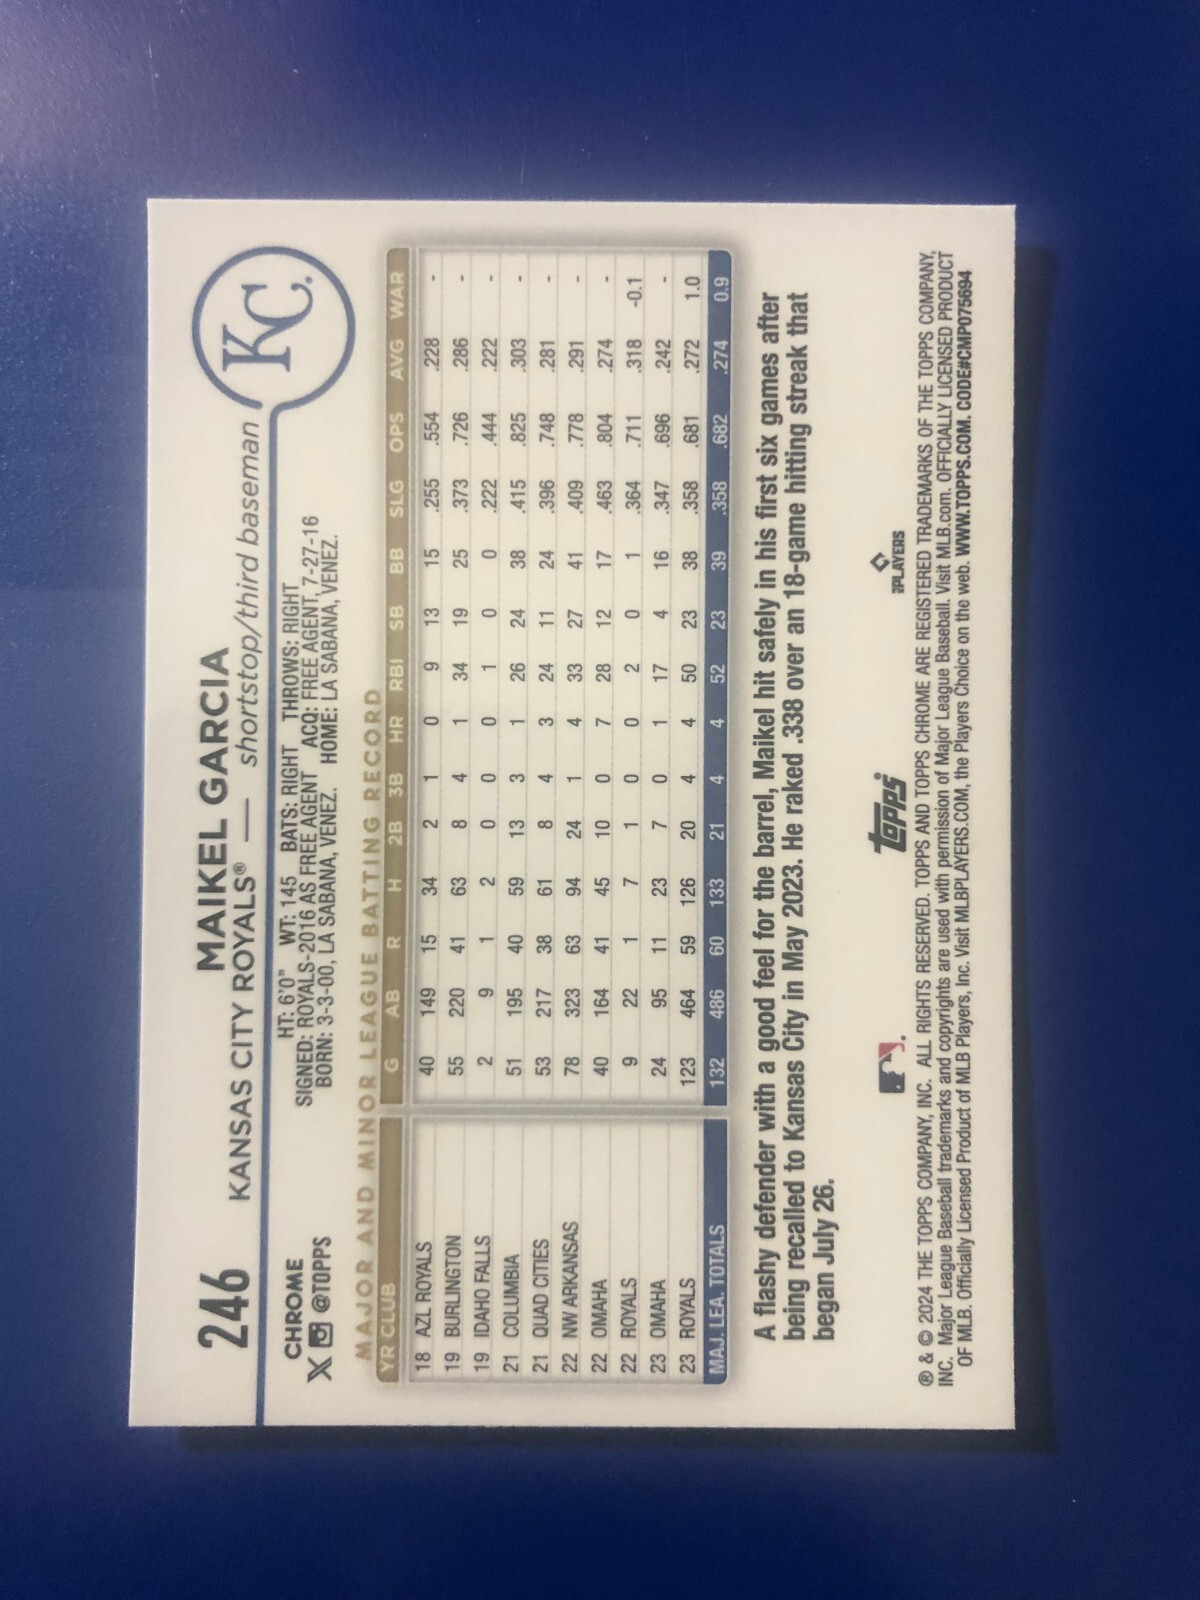 246 MAIKEL GARCIA
KANSAS CITY ROYALS® — shortstop/third baseman
KC
CHROME
X @TOPPS
HT: 6'0" WT: 145 BATS: RIGHT THROWS: RIGHT
SIGNED: ROYALS-2016 AS FREE AGENT ACQ: FREE AGENT, 7-27-16
BORN: 3-3-00, LA SABANA, VENEZ. HOME: LA SABANA, VENEZ.
MAJOR AND MINOR LEAGUE BATTING RECORD
YR CLUB G AB R H 2B 3B HR RBI SB BB SLG OPS AVG WAR
18 AZL ROYALS 40 149 15 34 2 1 0 9 13 15 .255 .554 .228 -
19 BURLINGTON 55 220 41 63 8 4 1 34 19 25 .373 .726 .286 -
19 IDAHO FALLS 2 9 1 2 0 0 0 1 0 0 .222 .444 .222 -
21 COLUMBIA 51 195 40 59 13 3 1 26 24 38 .415 .825 .303 -
21 QUAD CITIES 53 217 38 61 8 4 3 24 11 24 .396 .748 .281 -
22 NW ARKANSAS 78 323 63 94 24 1 4 33 27 41 .409 .778 .291 -
22 OMAHA 40 164 41 45 10 0 7 28 12 17 .463 .804 .274 -
22 ROYALS 9 22 1 7 1 0 0 2 0 1 .364 .711 .318 -0.1
23 OMAHA 24 95 11 23 7 0 1 17 4 16 .347 .696 .242 -
23 ROYALS 123 464 59 126 20 4 4 50 23 38 .358 .681 .272 1.0
MAJ. LEA. TOTALS 132 486 60 133 21 4 4 52 23 39 .358 .682 .274 0.9
A flashy defender with a good feel for the barrel, Maikel hit safely in his first six games after
being recalled to Kansas City in May 2023. He raked .338 over an 18-game hitting streak that
began July 26.
topps® PLAYERS
® & © 2024 THE TOPPS COMPANY, INC. ALL RIGHTS RESERVED. TOPPS AND TOPPS CHROME ARE REGISTERED TRADEMARKS OF THE TOPPS COMPANY,
INC. Major League Baseball trademarks and copyrights are used with permission of Major League Baseball. Visit MLB.com. OFFICIALLY LICENSED PRODUCT
OF MLB. Officially Licensed Product of MLB Players, Inc. Visit MLBPLAYERS.COM, the Players Choice on the web. WWW.TOPPS.COM. CODE#CMP075694